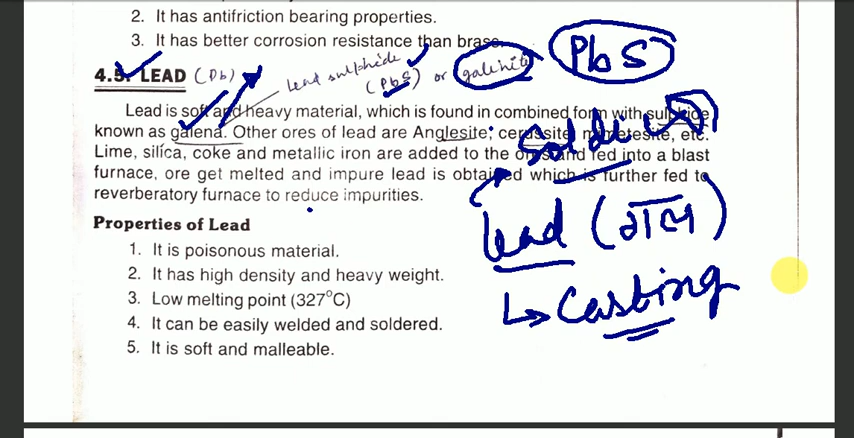 2. It has antifriction bearing properties.
3. It has better corrosion resistance than brass.
4.5. LEAD (Pb)
Lead sulphide (PbS) or galenite
PbS
Lead is soft and heavy material, which is found in combined form with sulphide
known as galena. Other ores of lead are Anglesite; cerussite, mimetesite, etc.
Lime, silica, coke and metallic iron are added to the ores and fed into a blast
furnace, ore get melted and impure lead is obtained which is further fed to
reverberatory furnace to reduce impurities.
Lead
Casting
Properties of Lead
1. It is poisonous material.
2. It has high density and heavy weight.
3. Low melting point (327°C)
4. It can be easily welded and soldered.
5. It is soft and malleable.